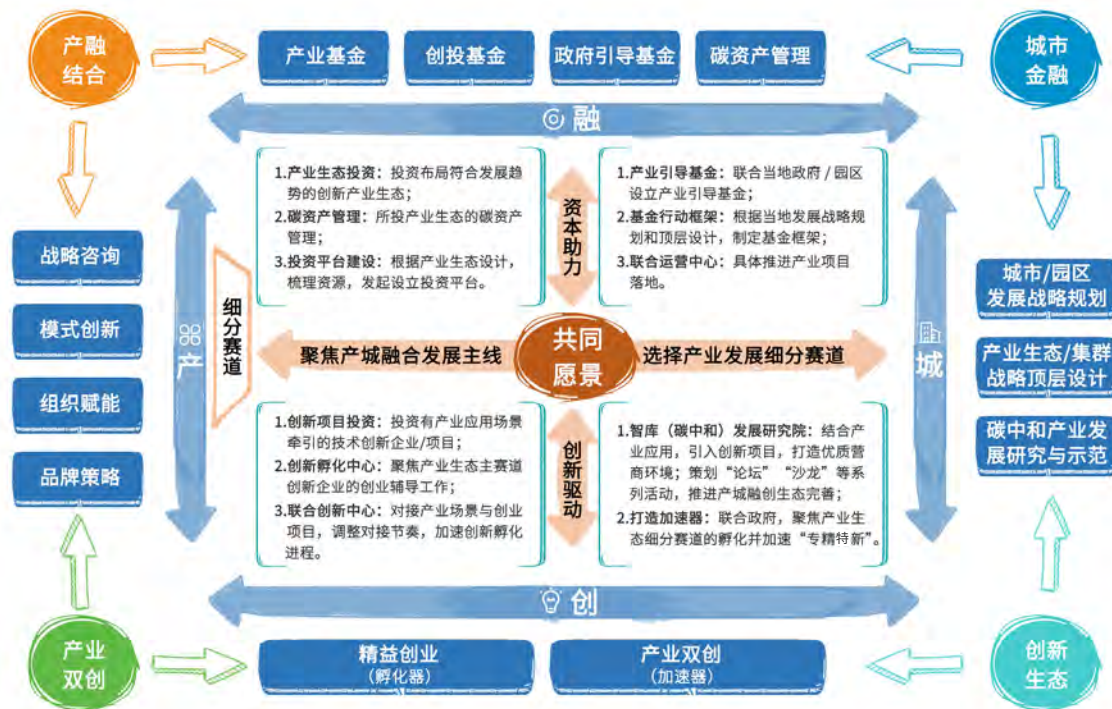 产融
结合
产业基金
创投基金
政府引导基金
碳资产管理
城市
金融
融
1.产业生态投资：投资布局符合发展趋
势的创新产业生态；
2.碳资产管理：所投产业生态的碳资产
管理；
3.投资平台建设：根据产业生态设计，
梳理资源，发起设立投资平台。
资本助力
1.产业引导基金：联合当地政府/园区
设立产业引导基金；
2.基金行动框架：根据当地发展战略规
划和顶层设计，制定基金框架；
3.联合运营中心：具体推进产业项目
落地。
战略咨询
模式创新
组织赋能
品牌策略
产
细分赛道
聚焦产城融合发展主线
共同
愿景
选择产业发展细分赛道
城
城市/园区
发展战略规划
产业生态/集群
战略顶层设计
碳中和产业发
展研究与示范
1.创新项目投资：投资有产业应用场景
牵引的技术创新企业/项目；
2.创新孵化中心：聚焦产业生态主赛道
创新企业的创业辅导工作；
3.联合创新中心：对接产业场景与创业
项目，调整对接节奏，加速创新孵化
进程。
创新驱动
1.智库（碳中和）发展研究院：结合产
业应用，引入创新项目，打造优质营
商环境；策划“论坛”“沙龙”等系
列活动，推进产城融创生态完善；
2.打造加速器：联合政府，聚焦产业生
态细分赛道的孵化并加速“专精特新”。
创
产业
双创
精益创业
（孵化器）
产业双创
（加速器）
创新
生态